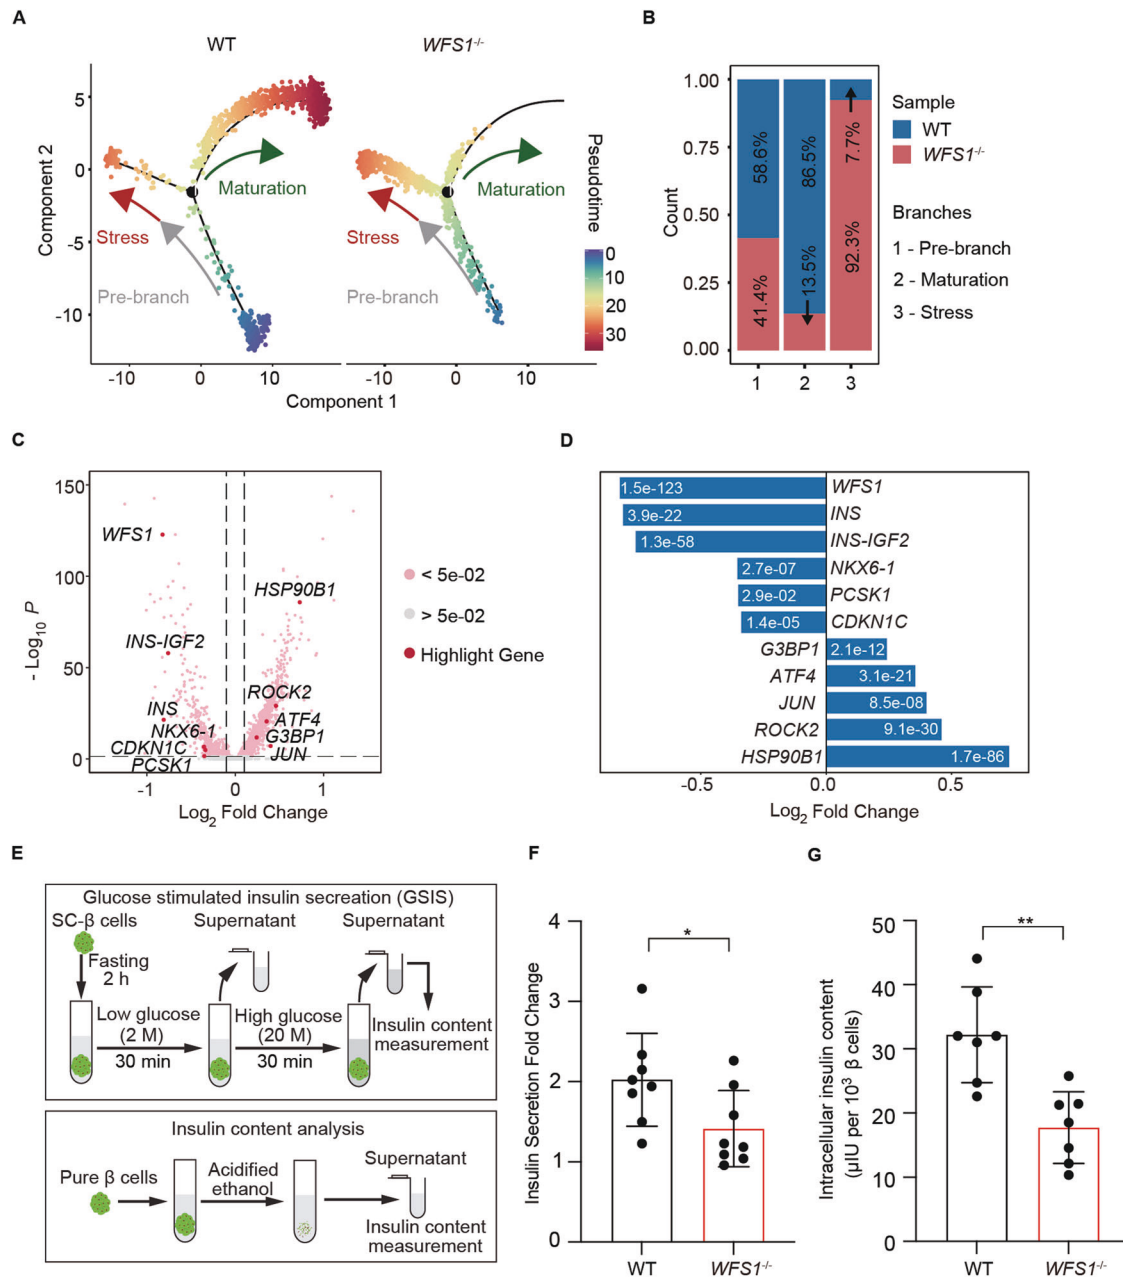 A
WT
WFS1-/-
Component 2
5
0
-5
-10
Maturation
Stress
Pre-branch
Maturation
Stress
Pre-branch
-10
0
10
-10
0
10
Component 1
Pseudotime
0
10
20
30
B
Count
1.00
0.75
0.50
0.25
0.00
58.6%
41.4%
86.5%
13.5%
7.7%
92.3%
1
2
3
Sample
WT
WFS1-/-
Branches
1 - Pre-branch
2 - Maturation
3 - Stress
C
- Log10 P
150
100
50
0
WFS1
HSP90B1
INS-IGF2
INS
ROCK2
ATF4
NKX6-1
G3BP1
CDKN1C
JUN
PCSK1
-1
0
1
Log2 Fold Change
< 5e-02
> 5e-02
Highlight Gene
D
1.5e-123 WFS1
3.9e-22 INS
1.3e-58 INS-IGF2
2.7e-07 NKX6-1
2.9e-02 PCSK1
1.4e-05 CDKN1C
G3BP1 2.1e-12
ATF4 3.1e-21
JUN 8.5e-08
ROCK2 9.1e-30
HSP90B1 1.7e-86
-0.5
0.0
0.5
Log2 Fold Change
E
Glucose stimulated insulin secreation (GSIS)
SC-β cells
Supernatant
Supernatant
Fasting
2 h
Low glucose
(2 M)
30 min
High glucose
(20 M)
30 min
Insulin content
measurement
Insulin content analysis
Pure β cells
Acidified
ethanol
Supernatant
Insulin content
measurement
F
Insulin Secretion Fold Change
4
3
2
1
0
*
WT
WFS1-/-
G
Intracellular insulin content
(μIU per 10³ β cells)
50
40
30
20
10
0
**
WT
WFS1-/-